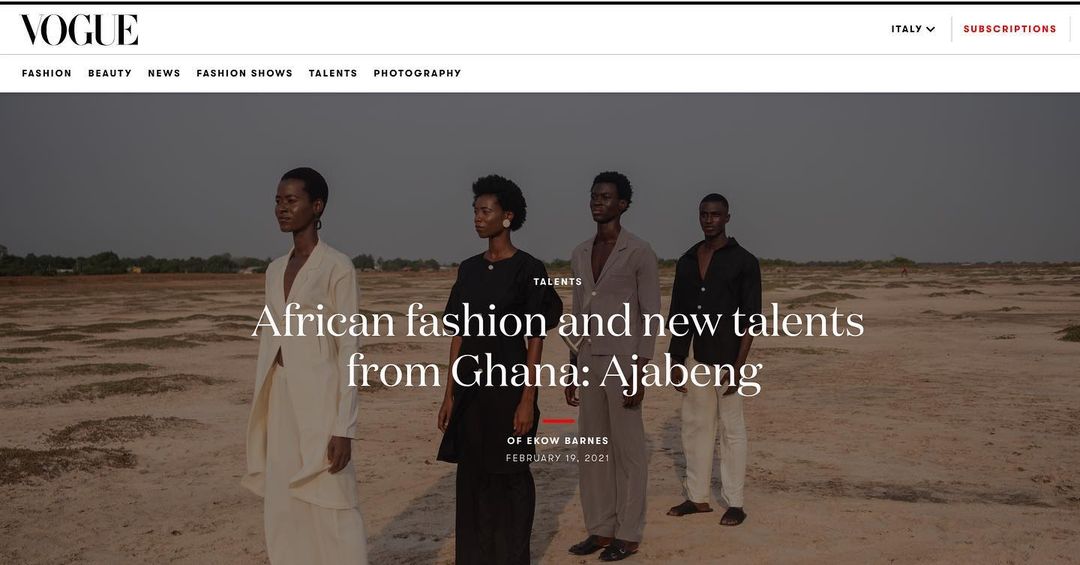 VOGUE
ITALY
SUBSCRIPTIONS
FASHION BEAUTY NEWS FASHION SHOWS TALENTS PHOTOGRAPHY
TALENTS
African fashion and new talents
from Ghana: Ajabeng
OF EKOW BARNES
FEBRUARY 19, 2021